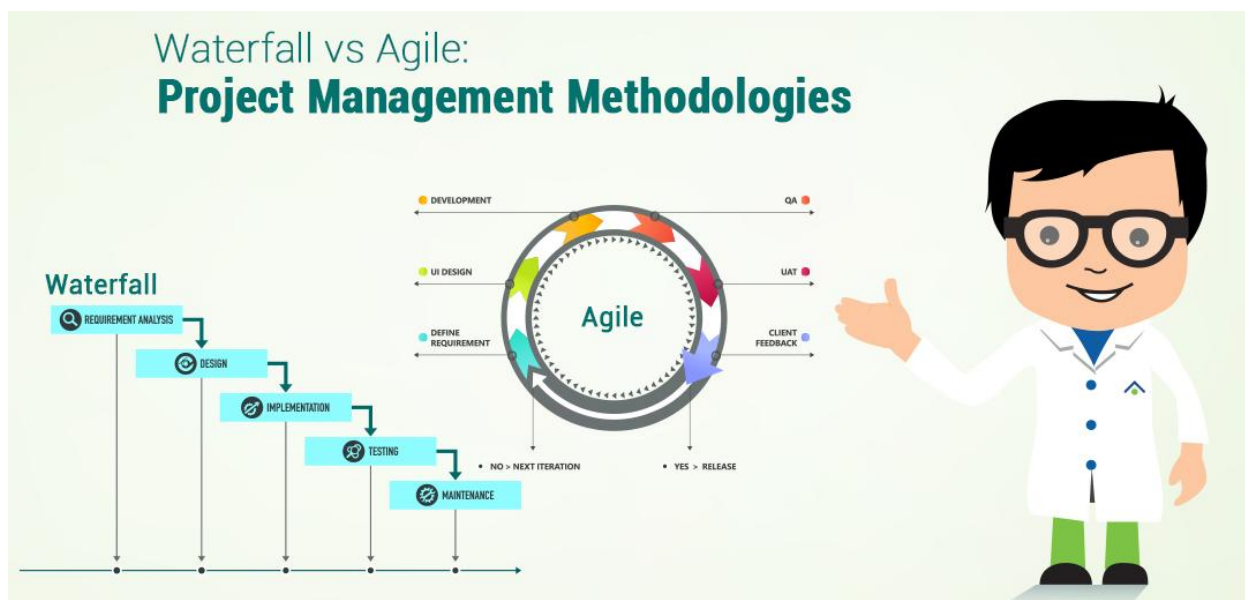 Waterfall vs Agile:
Project Management Methodologies
Waterfall
REQUIREMENT ANALYSIS
DESIGN
IMPLEMENTATION
TESTING
MAINTENANCE
DEVELOPMENT
UI DESIGN
DEFINE
REQUIREMENT
Agile
QA
UAT
CLIENT
FEEDBACK
• NO > NEXT ITERATION
• YES > RELEASE